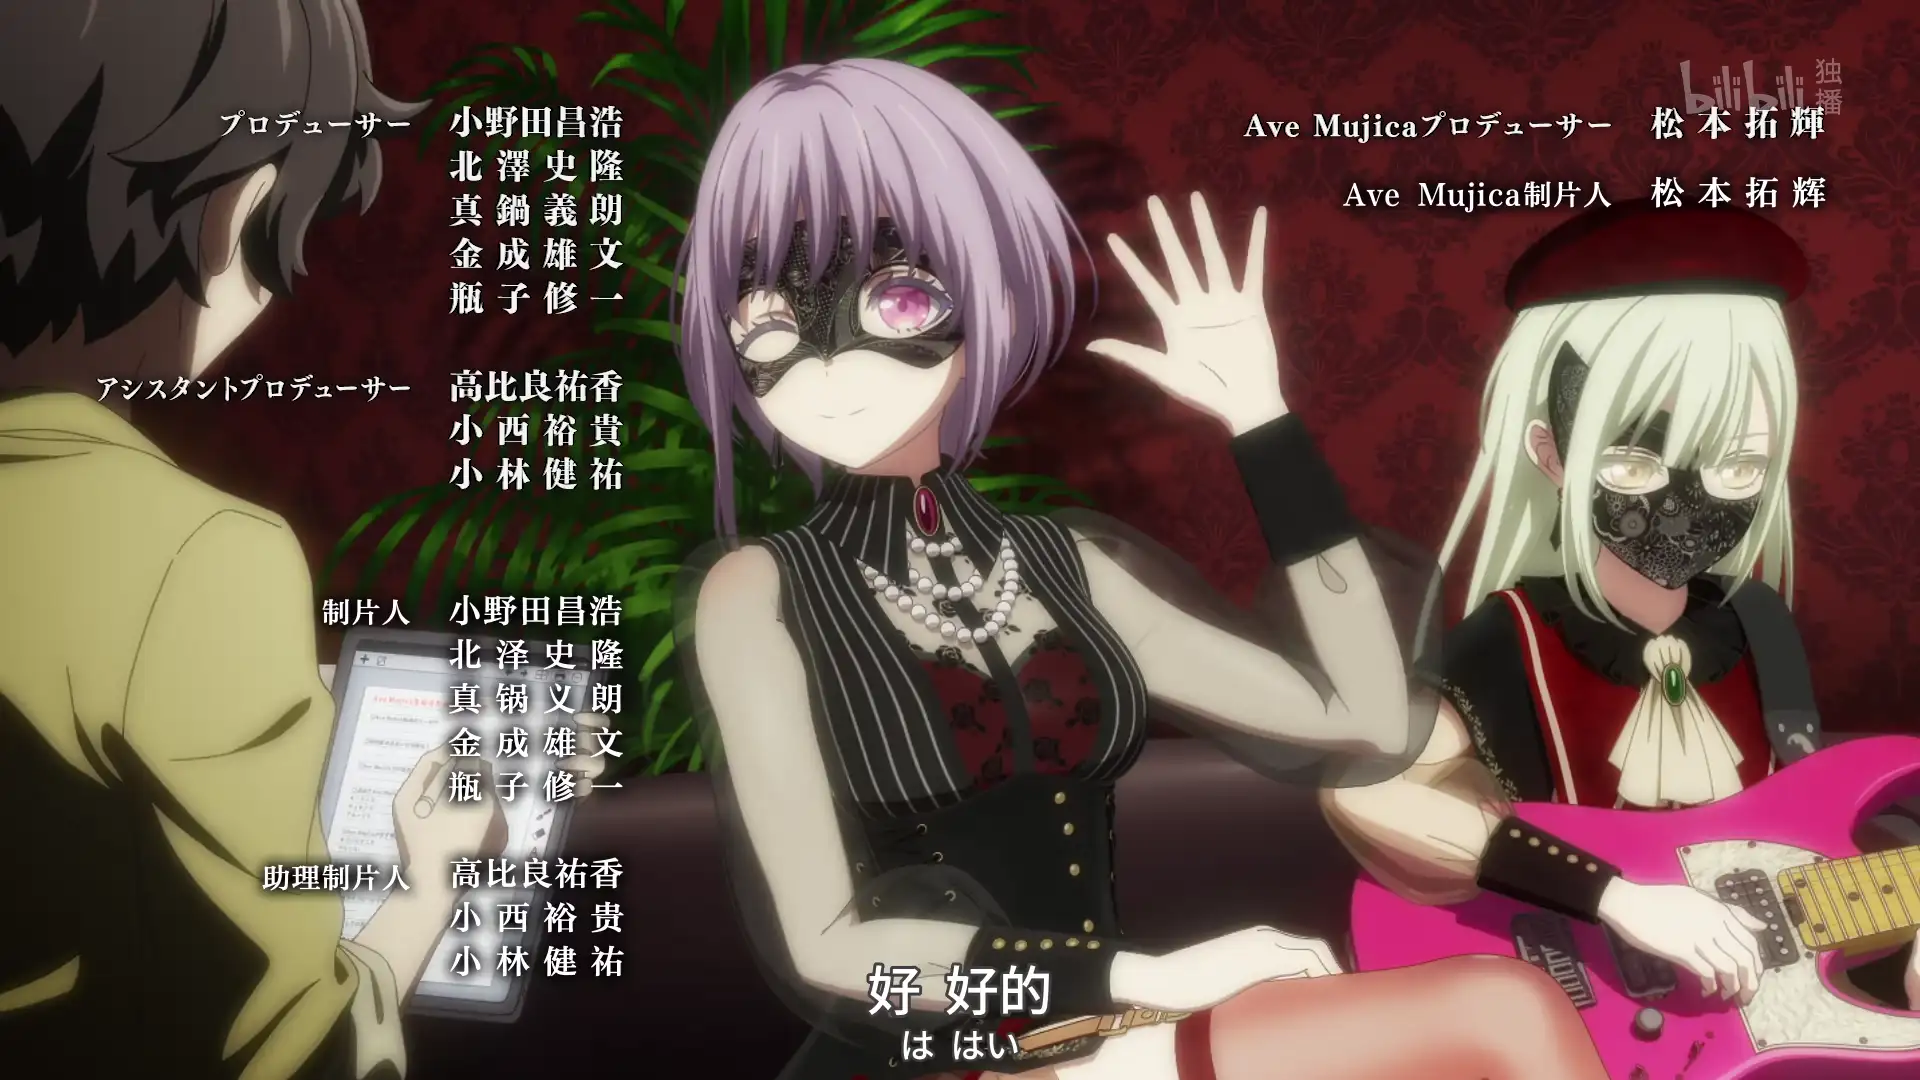 プロデューサー 小野田昌浩
北澤史隆
真鍋義朗
金成雄文
瓶子修一
アシスタントプロデューサー 高比良祐香
小西裕貴
小林健祐
制片人 小野田昌浩
北泽史隆
真锅义朗
金成雄文
瓶子修一
助理制片人 高比良祐香
小西裕贵
小林健祐
bilibili 独播
Ave Mujicaプロデューサー 松本拓輝
Ave Mujica制片人 松本拓辉
好 好的
は はい